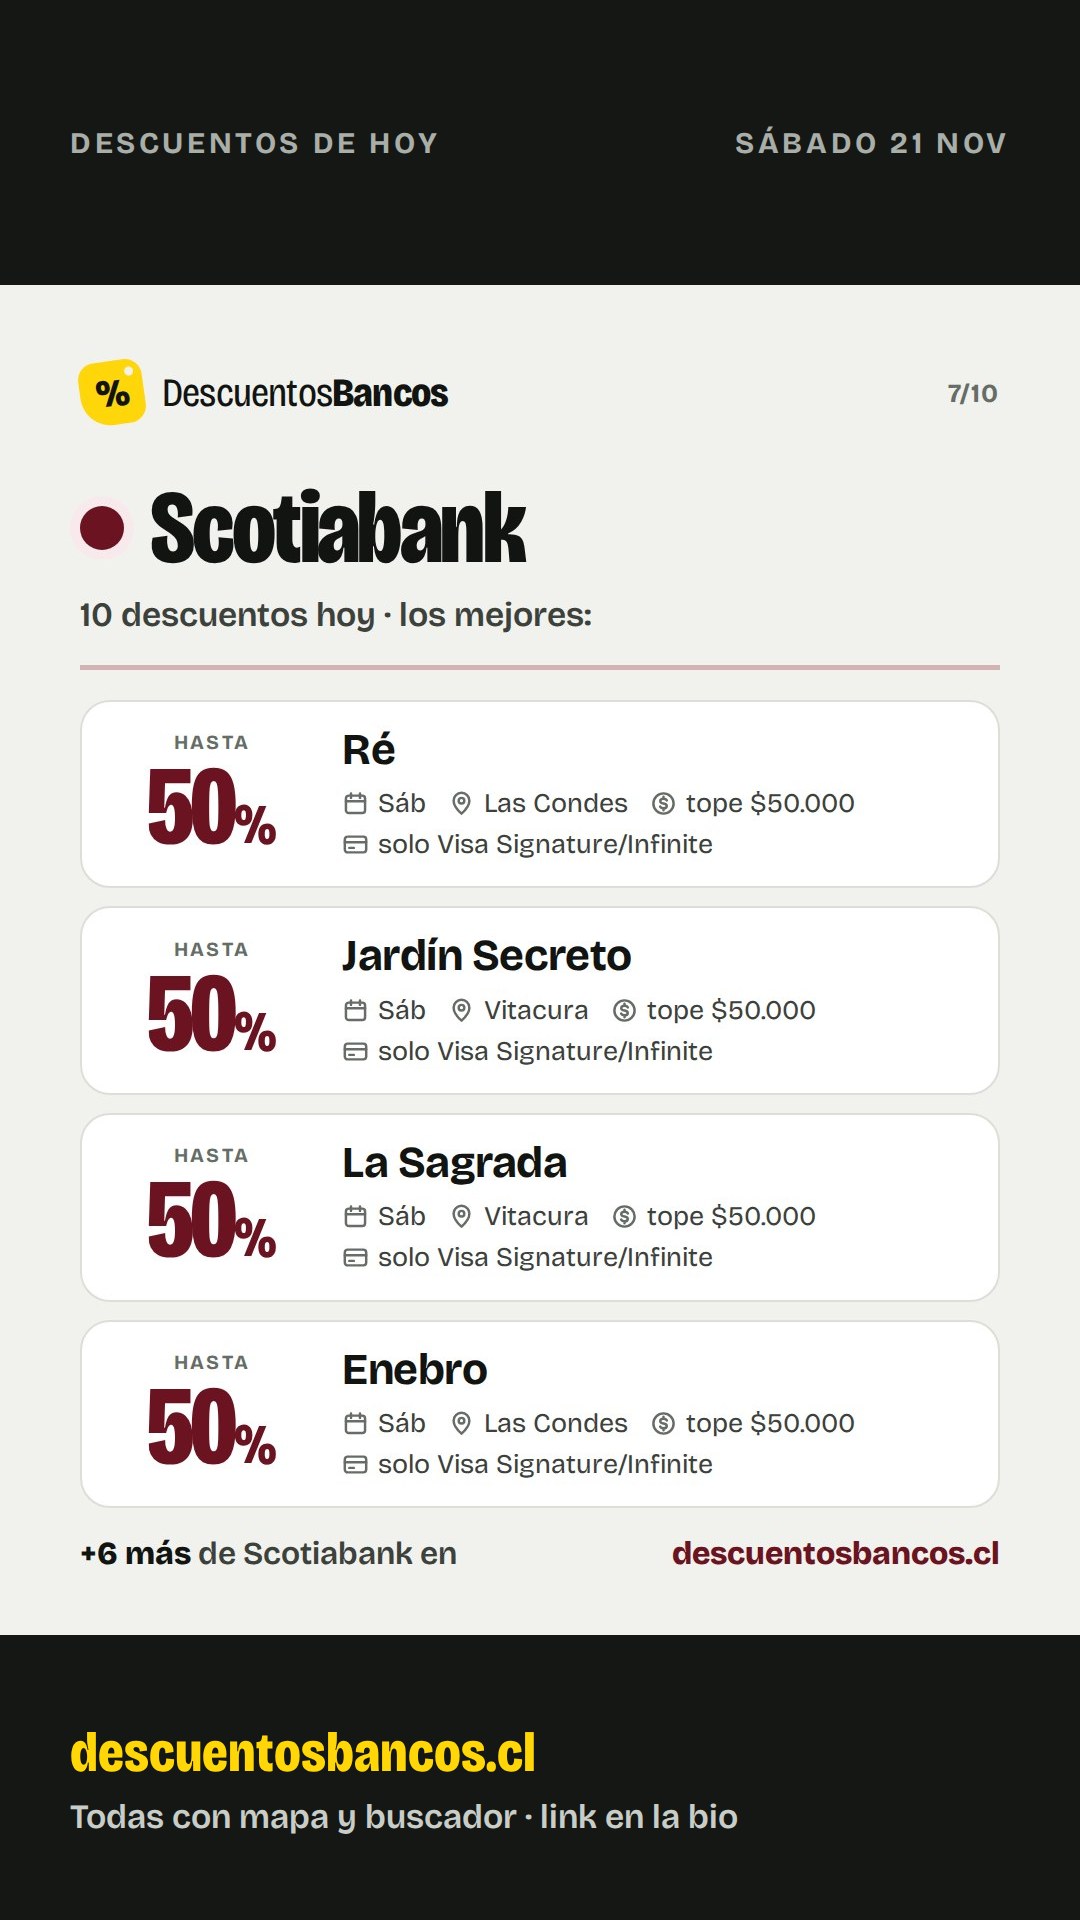 DESCUENTOS DE HOY
SÁBADO 21 NOV
% DescuentosBancos
7/10
Scotiabank
10 descuentos hoy · los mejores:
HASTA
50%
Ré
Sáb Las Condes tope $50.000
solo Visa Signature/Infinite
HASTA
50%
Jardín Secreto
Sáb Vitacura tope $50.000
solo Visa Signature/Infinite
HASTA
50%
La Sagrada
Sáb Vitacura tope $50.000
solo Visa Signature/Infinite
HASTA
50%
Enebro
Sáb Las Condes tope $50.000
solo Visa Signature/Infinite
+6 más de Scotiabank en
descuentosbancos.cl
descuentosbancos.cl
Todas con mapa y buscador · link en la bio